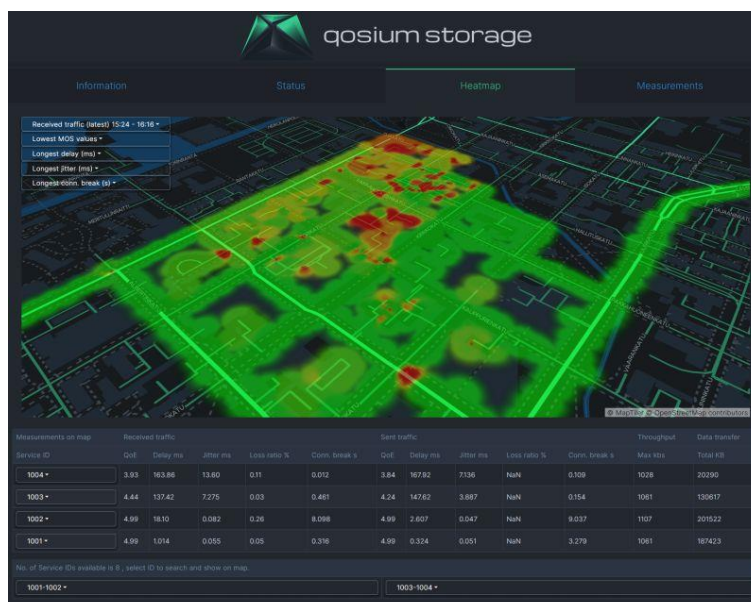 qosium storage
Information Status Heatmap Measurements
Received traffic (latest) 15:24 - 16:16
Lowest MOS values
Longest delay (ms)
Longest jitter (ms)
Longest conn. break (s)
© MapTiler © OpenStreetMap contributors
Measurements on map Received traffic Sent traffic Throughput Data transfer
Service ID QoE Delay ms Jitter ms Loss ratio % Conn. break s QoE Delay ms Jitter ms Loss ratio % Conn. break s Max kbs Total KB
1004 3.93 163.86 13.60 0.11 0.012 3.84 167.92 7.136 NaN 0.109 1028 20290
1003 4.44 137.42 7.275 0.03 0.461 4.24 147.62 3.887 NaN 0.154 1061 130617
1002 4.99 18.10 0.082 0.26 8.098 4.99 2.607 0.047 NaN 9.037 1107 201522
1001 4.99 1.014 0.055 0.05 0.316 4.99 0.324 0.051 NaN 3.279 1061 187423
No. of Service IDs available is 8 , select ID to search and show on map.
1001-1002 1003-1004